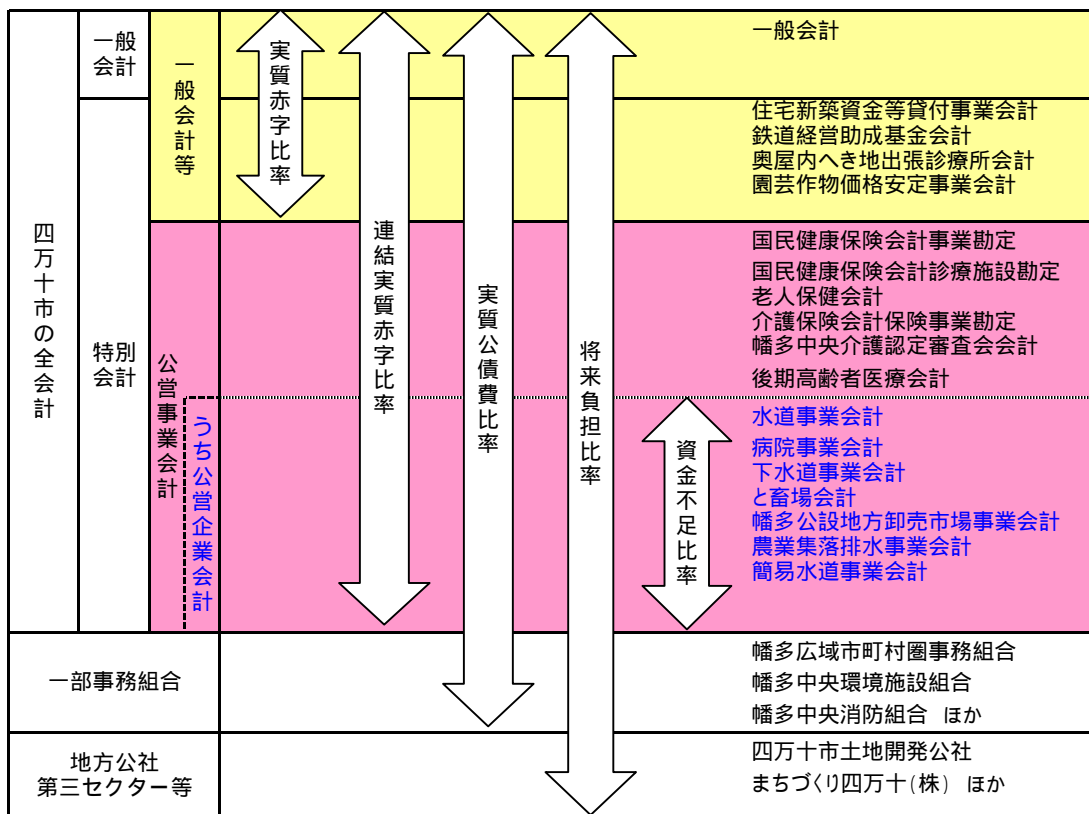 四万十市の全会計
一般
会計
特別
会計
一般会計等
公営事業会計
うち公営企業会計
実質赤字比率
連結実質赤字比率
実質公債費比率
将来負担比率
資金不足比率
一般会計
住宅新築資金等貸付事業会計
鉄道経営助成基金会計
奥屋内へき地出張診療所会計
園芸作物価格安定事業会計
国民健康保険会計事業勘定
国民健康保険会計診療施設勘定
老人保健会計
介護保険会計保険事業勘定
幡多中央介護認定審査会会計
後期高齢者医療会計
水道事業会計
病院事業会計
下水道事業会計
と畜場会計
幡多公設地方卸売市場事業会計
農業集落排水事業会計
簡易水道事業会計
一部事務組合
幡多広域市町村圏事務組合
幡多中央環境施設組合
幡多中央消防組合 ほか
地方公社
第三セクター等
四万十市土地開発公社
まちづくり四万十(株) ほか